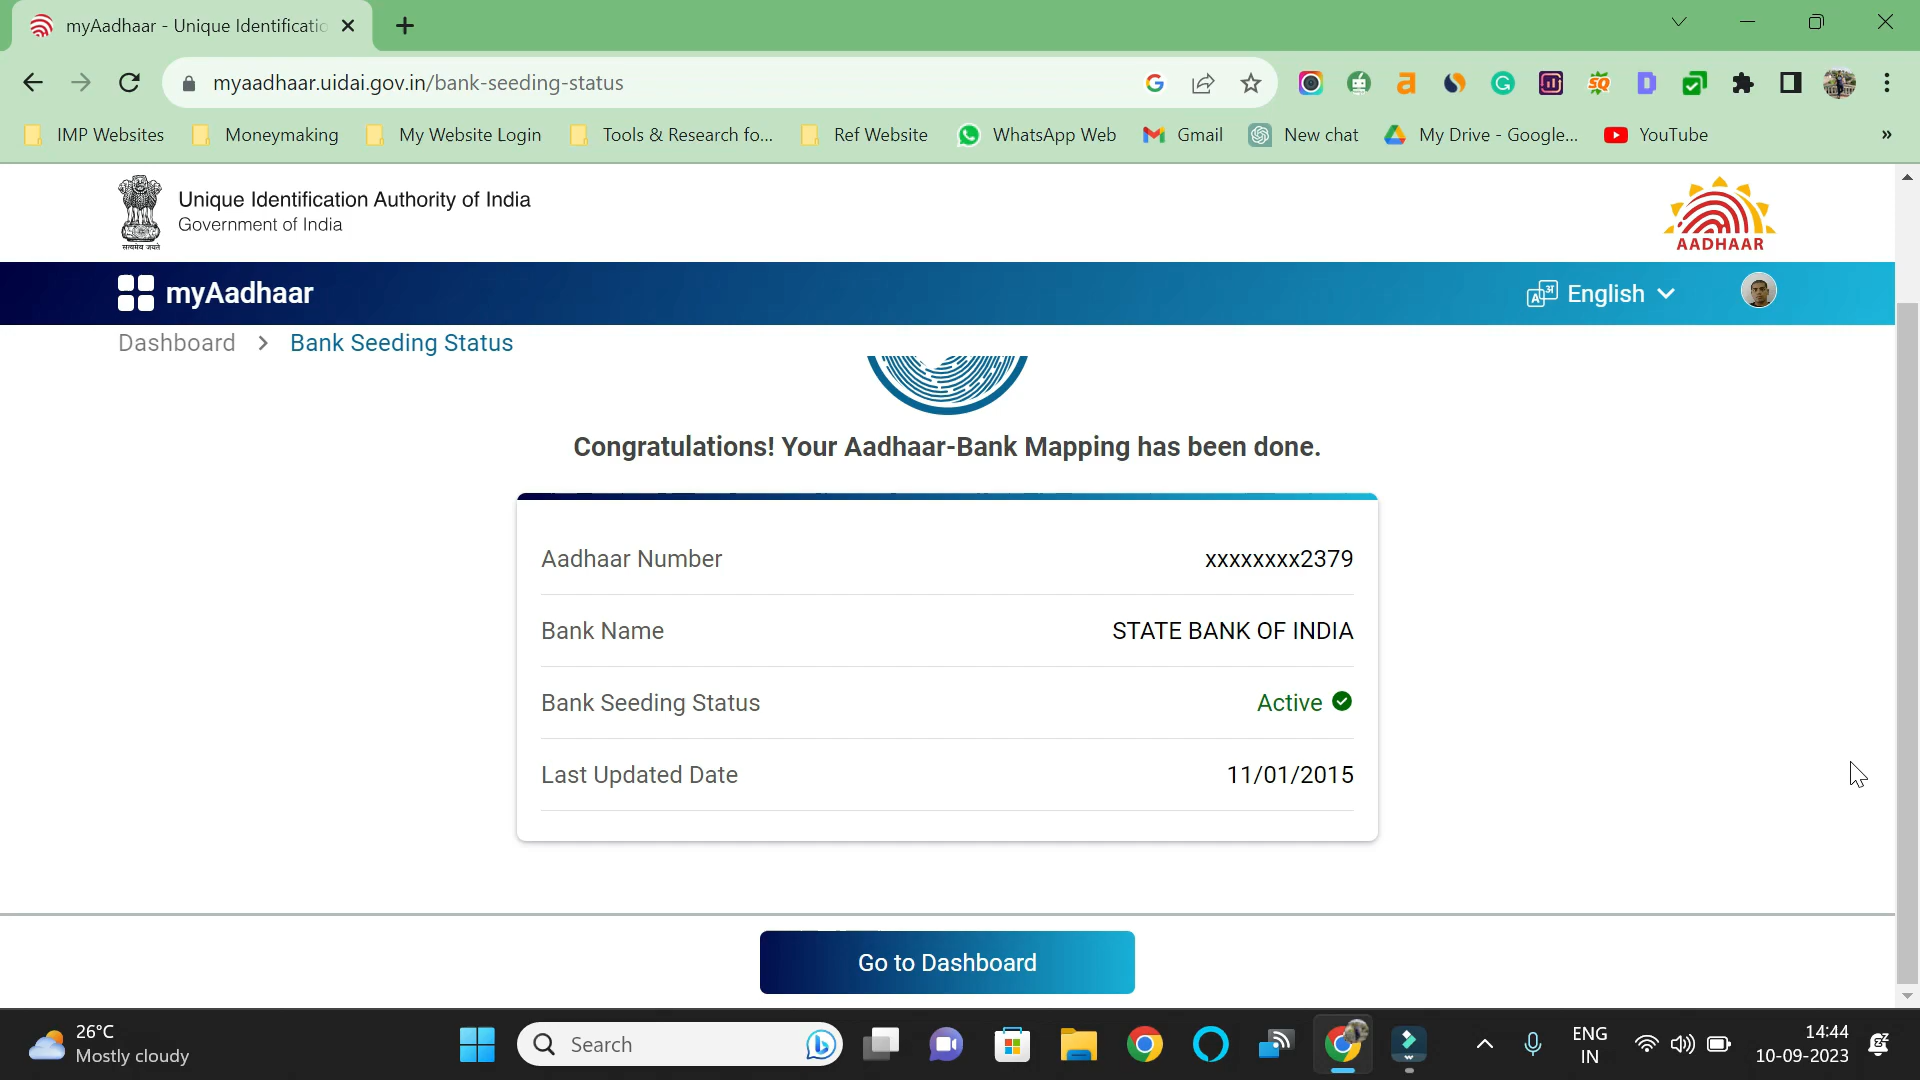 myAadhaar - Unique Identificatio
myaadhaar.uidai.gov.in/bank-seeding-status
IMP Websites
Moneymaking
My Website Login
Tools & Research fo...
Ref Website
WhatsApp Web
Gmail
New chat
My Drive - Google...
YouTube
»
सत्यमेव जयते
Unique Identification Authority of India
Government of India
AADHAAR
myAadhaar
English
Dashboard > Bank Seeding Status
Congratulations! Your Aadhaar-Bank Mapping has been done.
Aadhaar Number xxxxxxxx2379
Bank Name STATE BANK OF INDIA
Bank Seeding Status Active
Last Updated Date 11/01/2015
Go to Dashboard
26°C
Mostly cloudy
Search
ENG
IN
14:44
10-09-2023